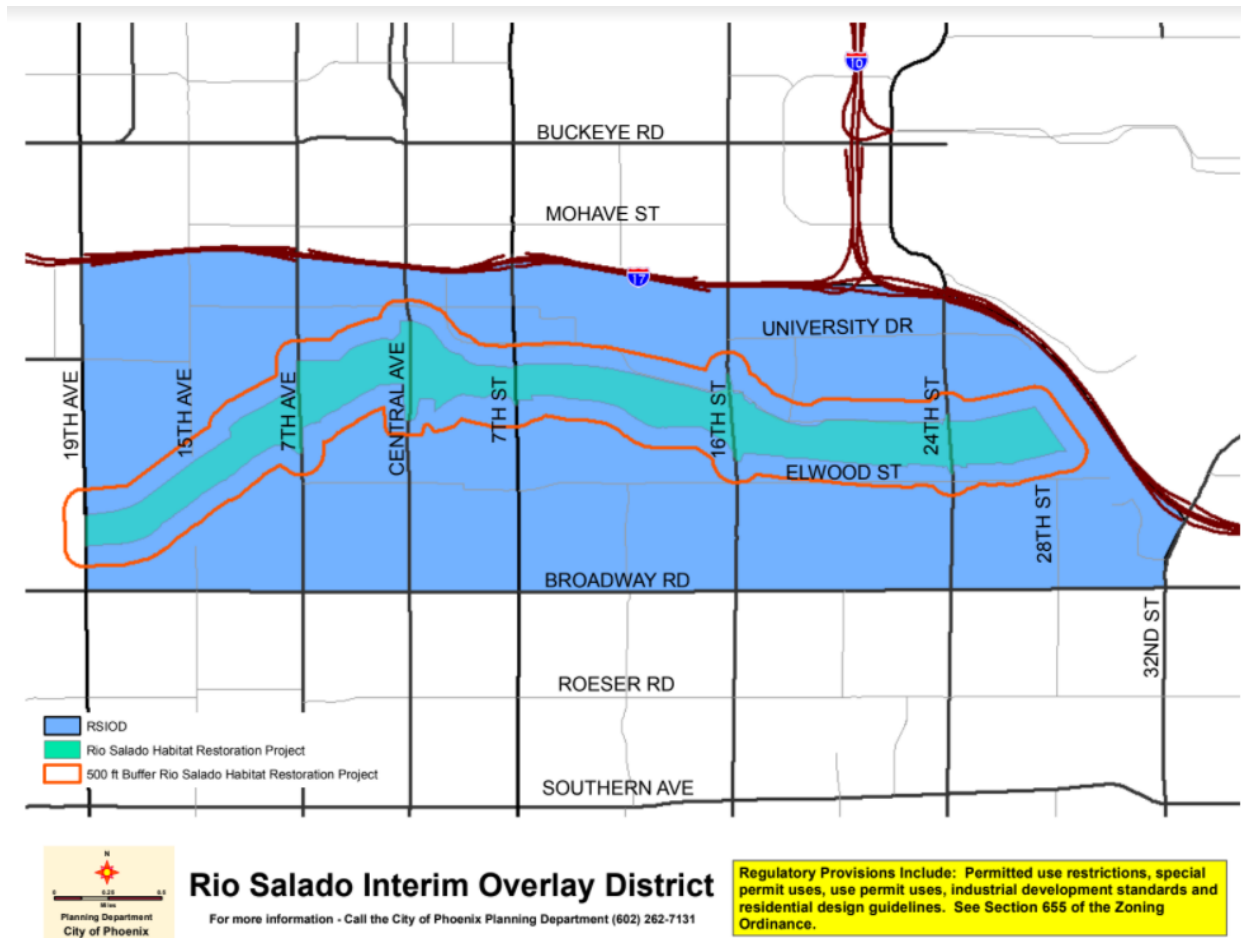 10
BUCKEYE RD
MOHAVE ST
17
UNIVERSITY DR
19TH AVE
15TH AVE
7TH AVE
CENTRAL AVE
7TH ST
16TH ST
24TH ST
ELWOOD ST
28TH ST
BROADWAY RD
32ND ST
ROESER RD
RSIOD
Rio Salado Habitat Restoration Project
500 ft Buffer Rio Salado Habitat Restoration Project
SOUTHERN AVE
N
0 0.25 0.5
Miles
Planning Department
City of Phoenix
Rio Salado Interim Overlay District
For more information - Call the City of Phoenix Planning Department (602) 262-7131
Regulatory Provisions Include: Permitted use restrictions, special
permit uses, use permit uses, industrial development standards and
residential design guidelines. See Section 655 of the Zoning
Ordinance.